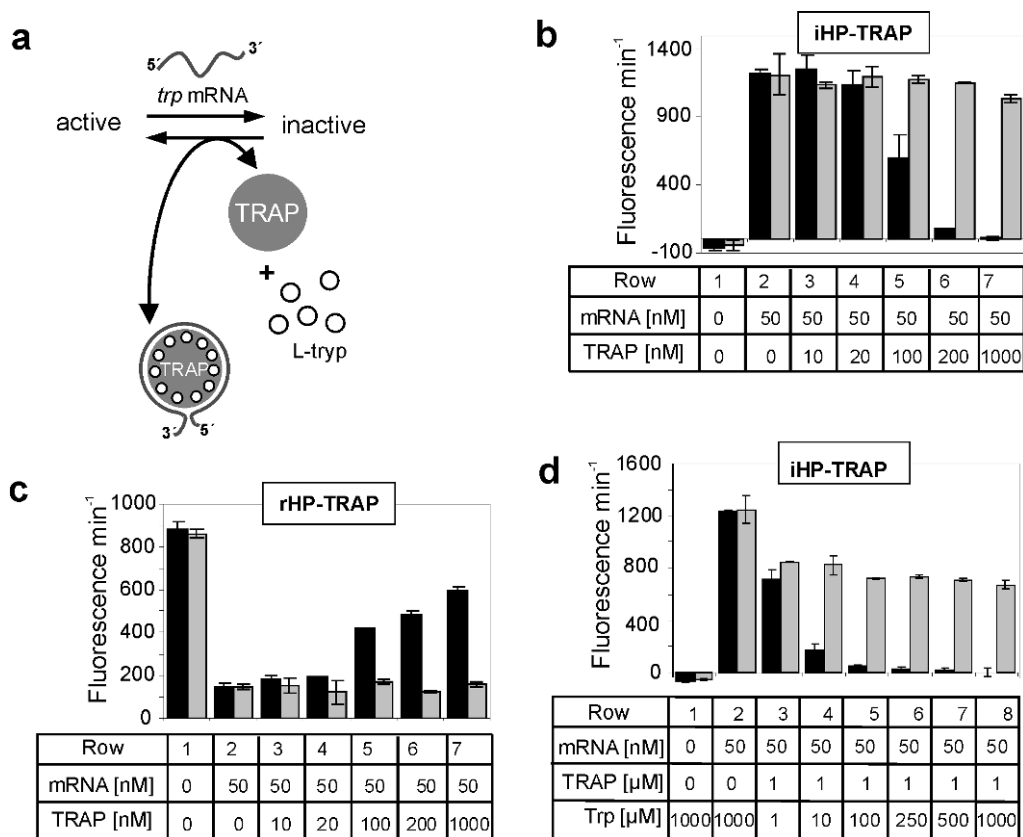 a
5´
3´
trp mRNA
active
inactive
TRAP
+
L-tryp
TRAP
3´ 5´
b
iHP-TRAP
Fluorescence min-1
1400
900
400
-100
Row 1 2 3 4 5 6 7
mRNA [nM] 0 50 50 50 50 50 50
TRAP [nM] 0 0 10 20 100 200 1000
c
rHP-TRAP
Fluorescence min-1
1000
800
600
400
200
0
Row 1 2 3 4 5 6 7
mRNA [nM] 0 50 50 50 50 50 50
TRAP [nM] 0 0 10 20 100 200 1000
d
iHP-TRAP
Fluorescence min-1
1600
1200
800
400
0
Row 1 2 3 4 5 6 7 8
mRNA [nM] 0 50 50 50 50 50 50 50
TRAP [µM] 0 0 1 1 1 1 1 1
Trp [µM] 1000 1000 1 10 100 250 500 1000